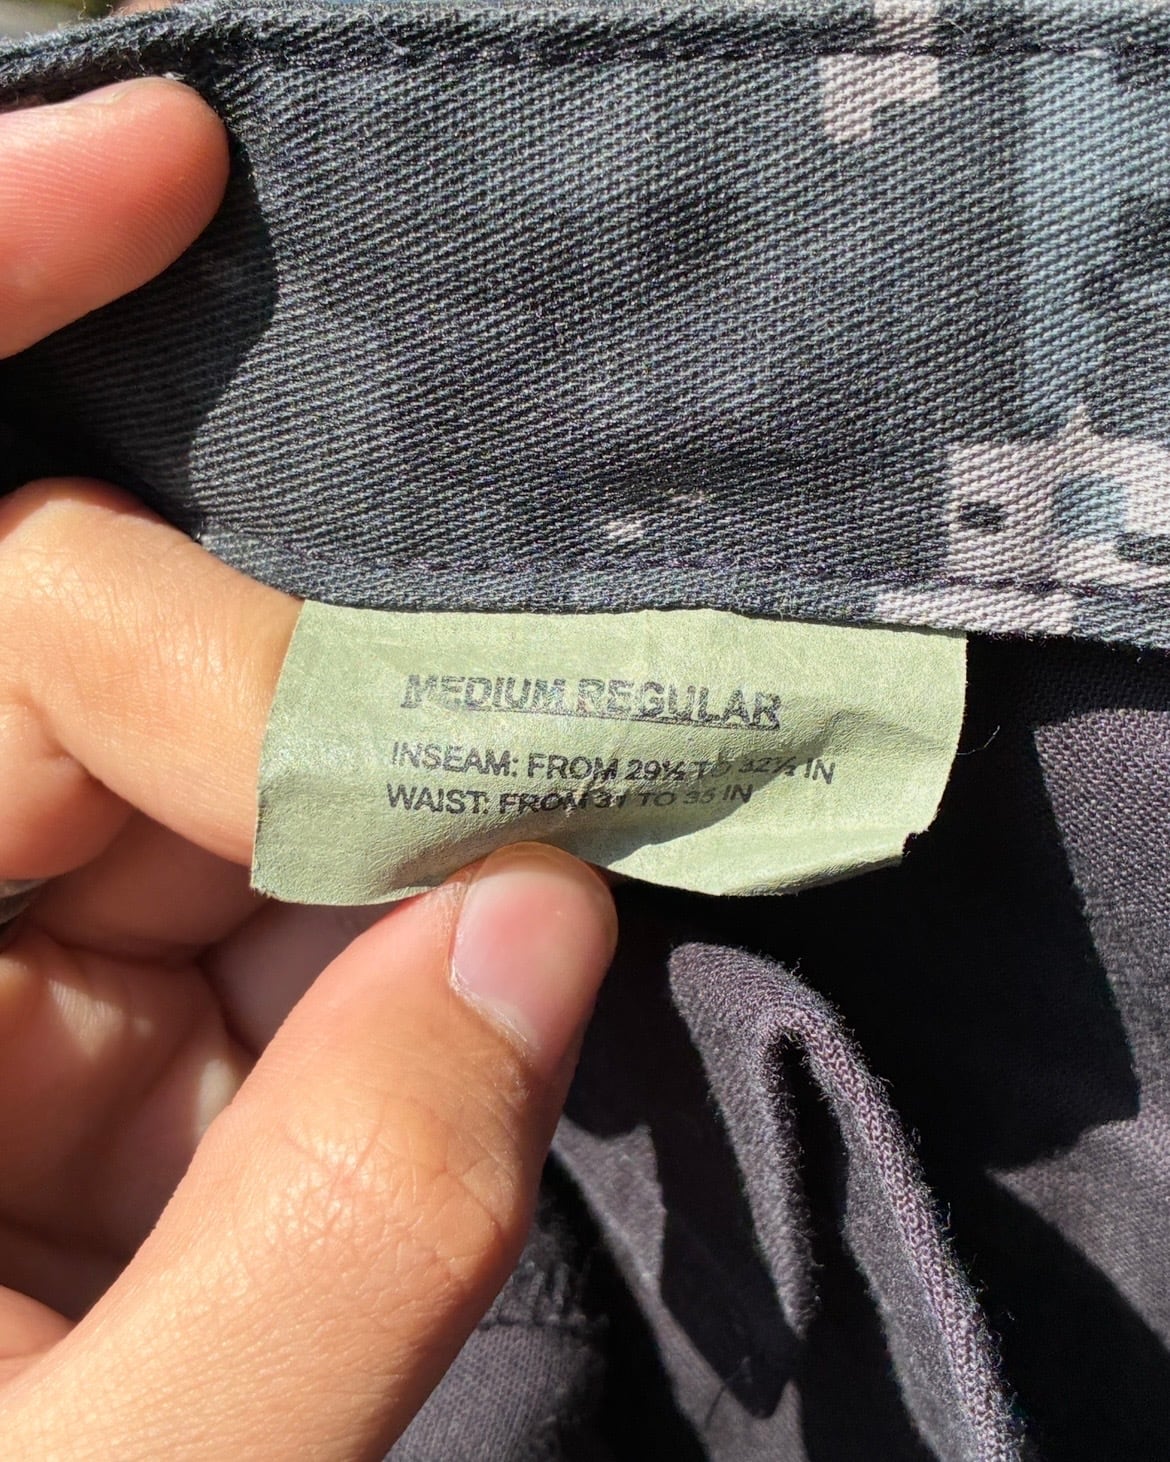 MEDIUM REGULAR
INSEAM: FROM 29½ TO 32½ IN
WAIST: FROM 31 TO 35 IN